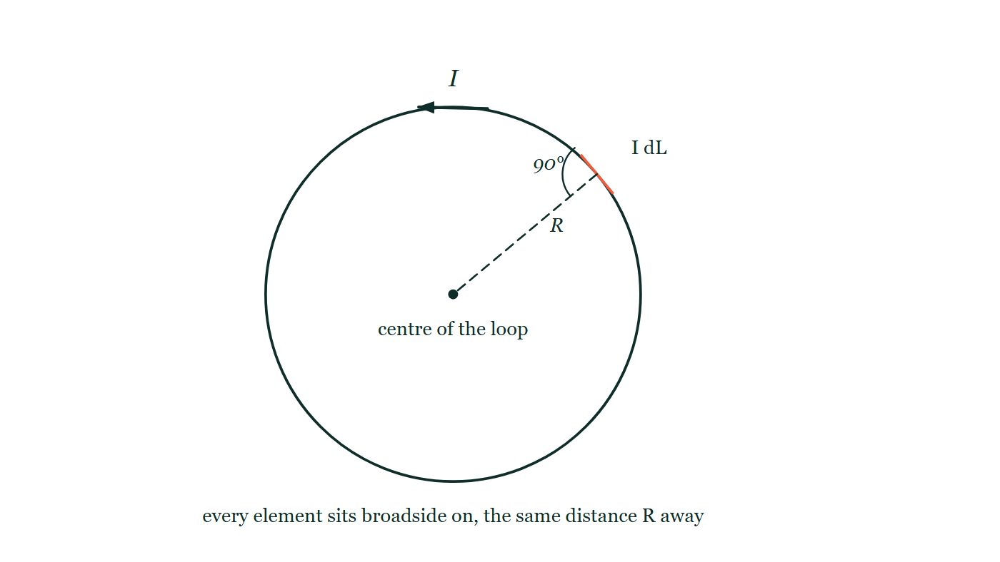 I
I dL
90°
R
centre of the loop
every element sits broadside on, the same distance R away